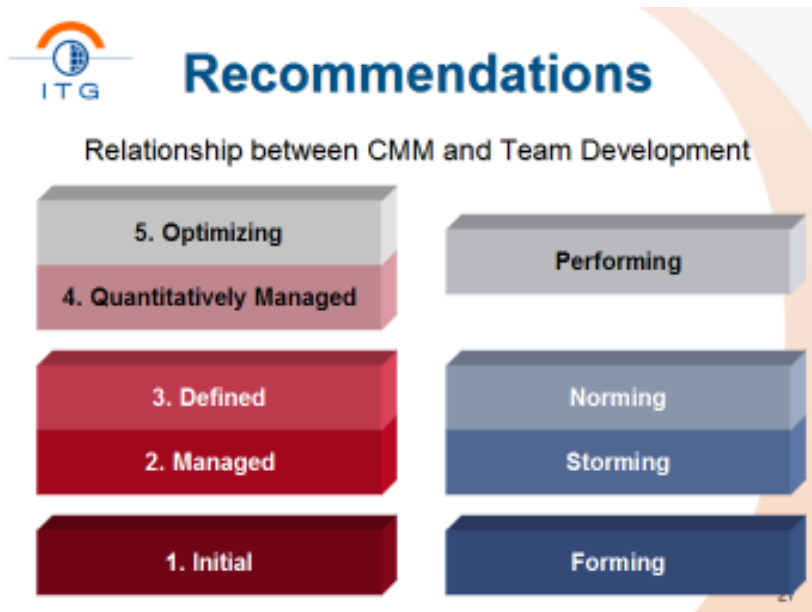 ITG
Recommendations
Relationship between CMM and Team Development
5. Optimizing
4. Quantitatively Managed
3. Defined
2. Managed
1. Initial
Performing
Norming
Storming
Forming